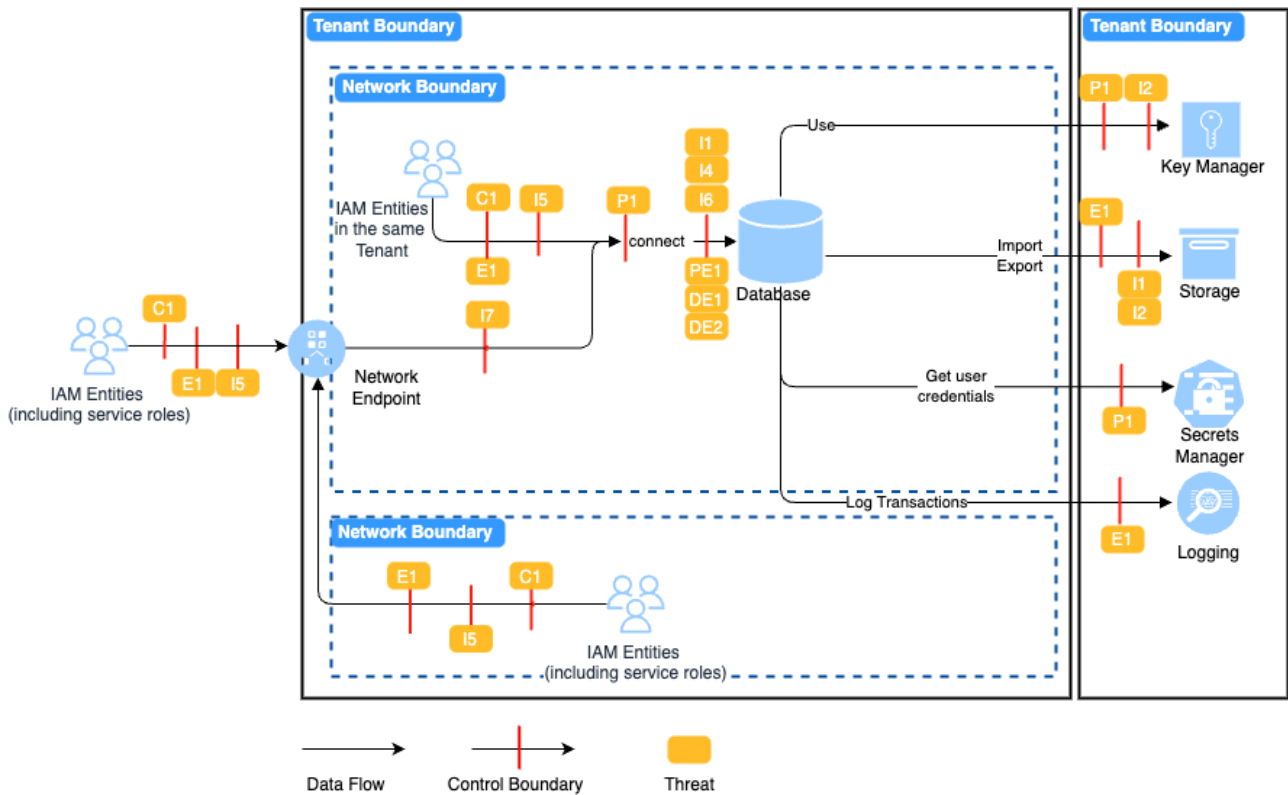 Tenant Boundary
Tenant Boundary
Network Boundary
P1
I2
Use
Key Manager
I1
I4
I6
C1
I5
P1
IAM Entities
in the same
Tenant
connect
E1
PE1
DE1
DE2
Database
E1
Import
Export
I1
I2
Storage
C1
I7
E1
I5
IAM Entities
(including service roles)
Network
Endpoint
Get user
credentials
P1
Secrets
Manager
Log Transactions
E1
Logging
Network Boundary
E1
C1
I5
IAM Entities
(including service roles)
Data Flow
Control Boundary
Threat